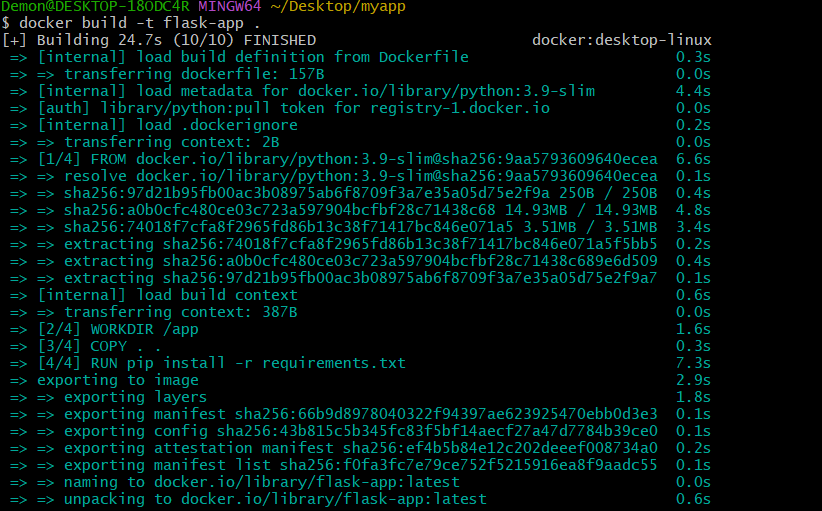 Demon@DESKTOP-18ODC4R MINGW64 ~/Desktop/myapp
$ docker build -t flask-app .
[+] Building 24.7s (10/10) FINISHED docker:desktop-linux
=> [internal] load build definition from Dockerfile 0.3s
=> => transferring dockerfile: 157B 0.0s
=> [internal] load metadata for docker.io/library/python:3.9-slim 4.4s
=> [auth] library/python:pull token for registry-1.docker.io 0.0s
=> [internal] load .dockerignore 0.2s
=> => transferring context: 2B 0.0s
=> [1/4] FROM docker.io/library/python:3.9-slim@sha256:9aa5793609640ecea 6.6s
=> => resolve docker.io/library/python:3.9-slim@sha256:9aa5793609640ecea 0.1s
=> => sha256:97d21b95fb00ac3b08975ab6f8709f3a7e35a05d75e2f9a 250B / 250B 0.4s
=> => sha256:a0b0cfc480ce03c723a597904bcfbf28c71438c68 14.93MB / 14.93MB 4.8s
=> => sha256:74018f7cfa8f2965fd86b13c38f71417bc846e071a5 3.51MB / 3.51MB 3.4s
=> => extracting sha256:74018f7cfa8f2965fd86b13c38f71417bc846e071a5f5bb5 0.2s
=> => extracting sha256:a0b0cfc480ce03c723a597904bcfbf28c71438c689e6d509 0.4s
=> => extracting sha256:97d21b95fb00ac3b08975ab6f8709f3a7e35a05d75e2f9a7 0.1s
=> [internal] load build context 0.6s
=> => transferring context: 387B 0.0s
=> [2/4] WORKDIR /app 1.6s
=> [3/4] COPY . . 0.3s
=> [4/4] RUN pip install -r requirements.txt 7.3s
=> exporting to image 2.9s
=> => exporting layers 1.8s
=> => exporting manifest sha256:66b9d8978040322f94397ae623925470ebb0d3e3 0.1s
=> => exporting config sha256:43b815c5b345fc83f5bf14aecf27a47d7784b39ce0 0.1s
=> => exporting attestation manifest sha256:ef4b5b84e12c202deeef008734a0 0.2s
=> => exporting manifest list sha256:f0fa3fc7e79ce752f5215916ea8f9aadc55 0.1s
=> => naming to docker.io/library/flask-app:latest 0.0s
=> => unpacking to docker.io/library/flask-app:latest 0.6s